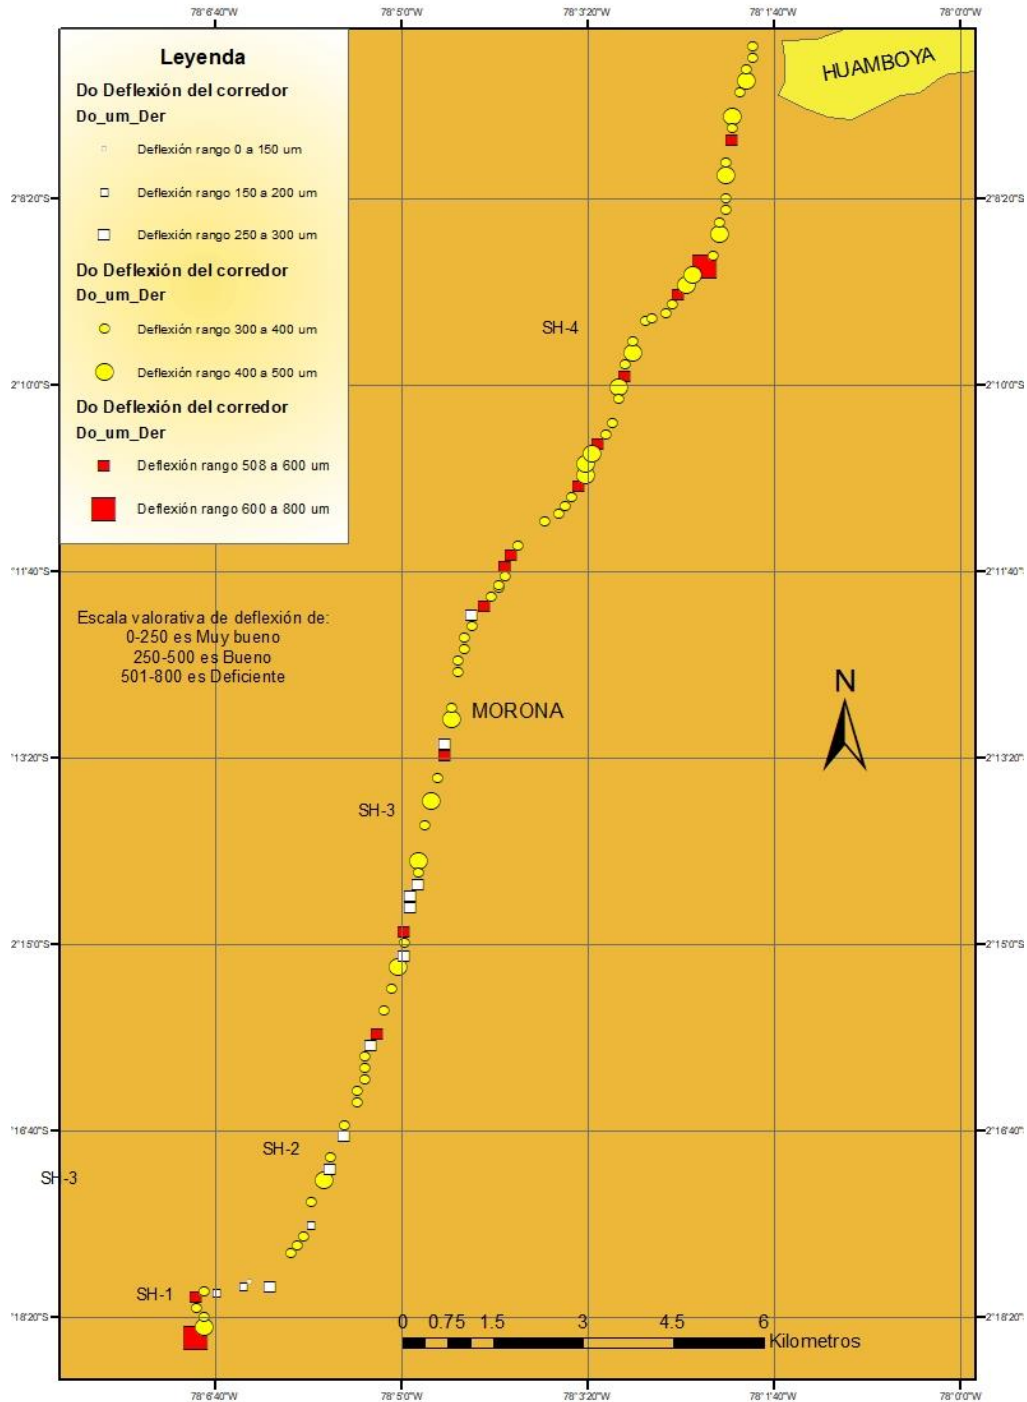 78°6'40"W 78°5'0"W 78°3'20"W 78°1'40"W 78°0'0"W
Leyenda
Do Deflexión del corredor
Do_um_Der
Deflexión rango 0 a 150 um
Deflexión rango 150 a 200 um
Deflexión rango 250 a 300 um
Do Deflexión del corredor
Do_um_Der
Deflexión rango 300 a 400 um
Deflexión rango 400 a 500 um
Do Deflexión del corredor
Do_um_Der
Deflexión rango 508 a 600 um
Deflexión rango 600 a 800 um
HUAMBOYA
2°8'20"S 2°8'20"S
SH-4
2°10'0"S 2°10'0"S
°11'40"S 2°11'40"S
Escala valorativa de deflexión de:
0-250 es Muy bueno
250-500 es Bueno
501-800 es Deficiente
N
MORONA
°13'20"S 2°13'20"S
SH-3
2°15'0"S 2°15'0"S
°16'40"S 2°16'40"S
SH-2
SH-3
SH-1
°18'20"S 2°18'20"S
0 0.75 1.5 3 4.5 6
Kilometros
78°6'40"W 78°5'0"W 78°3'20"W 78°1'40"W 78°0'0"W